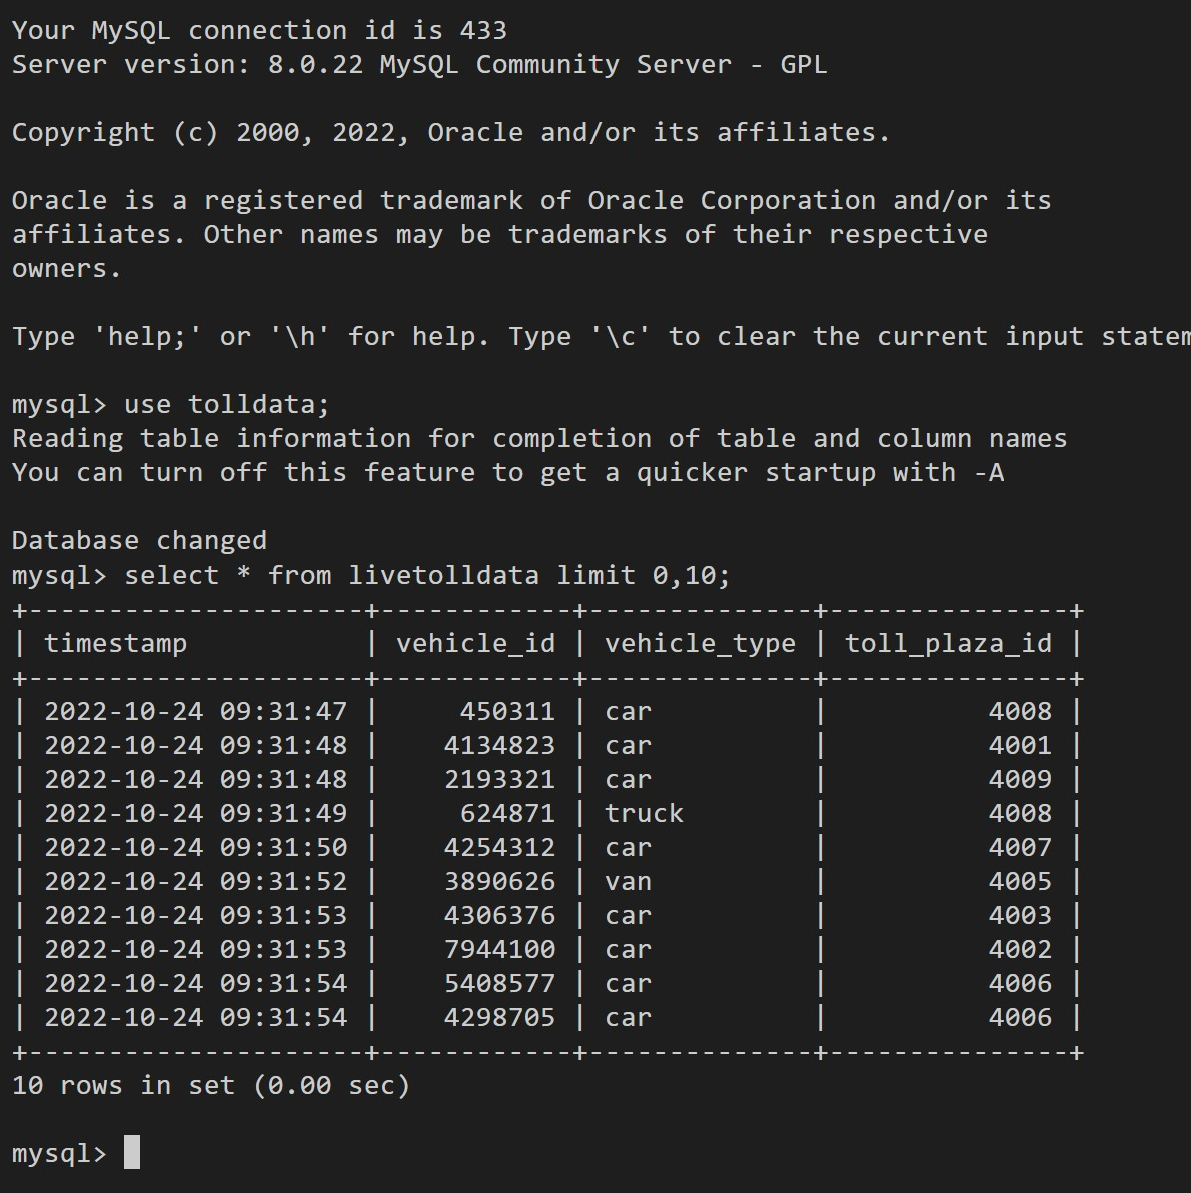 Your MySQL connection id is 433
Server version: 8.0.22 MySQL Community Server - GPL
Copyright (c) 2000, 2022, Oracle and/or its affiliates.
Oracle is a registered trademark of Oracle Corporation and/or its
affiliates. Other names may be trademarks of their respective
owners.
Type 'help;' or '\h' for help. Type '\c' to clear the current input statem
mysql> use tolldata;
Reading table information for completion of table and column names
You can turn off this feature to get a quicker startup with -A
Database changed
mysql> select * from livetolldata limit 0,10;
+---------------------+------------+--------------+---------------+
| timestamp           | vehicle_id | vehicle_type | toll_plaza_id |
+---------------------+------------+--------------+---------------+
| 2022-10-24 09:31:47 |     450311 | car          |          4008 |
| 2022-10-24 09:31:48 |    4134823 | car          |          4001 |
| 2022-10-24 09:31:48 |    2193321 | car          |          4009 |
| 2022-10-24 09:31:49 |     624871 | truck        |          4008 |
| 2022-10-24 09:31:50 |    4254312 | car          |          4007 |
| 2022-10-24 09:31:52 |    3890626 | van          |          4005 |
| 2022-10-24 09:31:53 |    4306376 | car          |          4003 |
| 2022-10-24 09:31:53 |    7944100 | car          |          4002 |
| 2022-10-24 09:31:54 |    5408577 | car          |          4006 |
| 2022-10-24 09:31:54 |    4298705 | car          |          4006 |
+---------------------+------------+--------------+---------------+
10 rows in set (0.00 sec)
mysql>